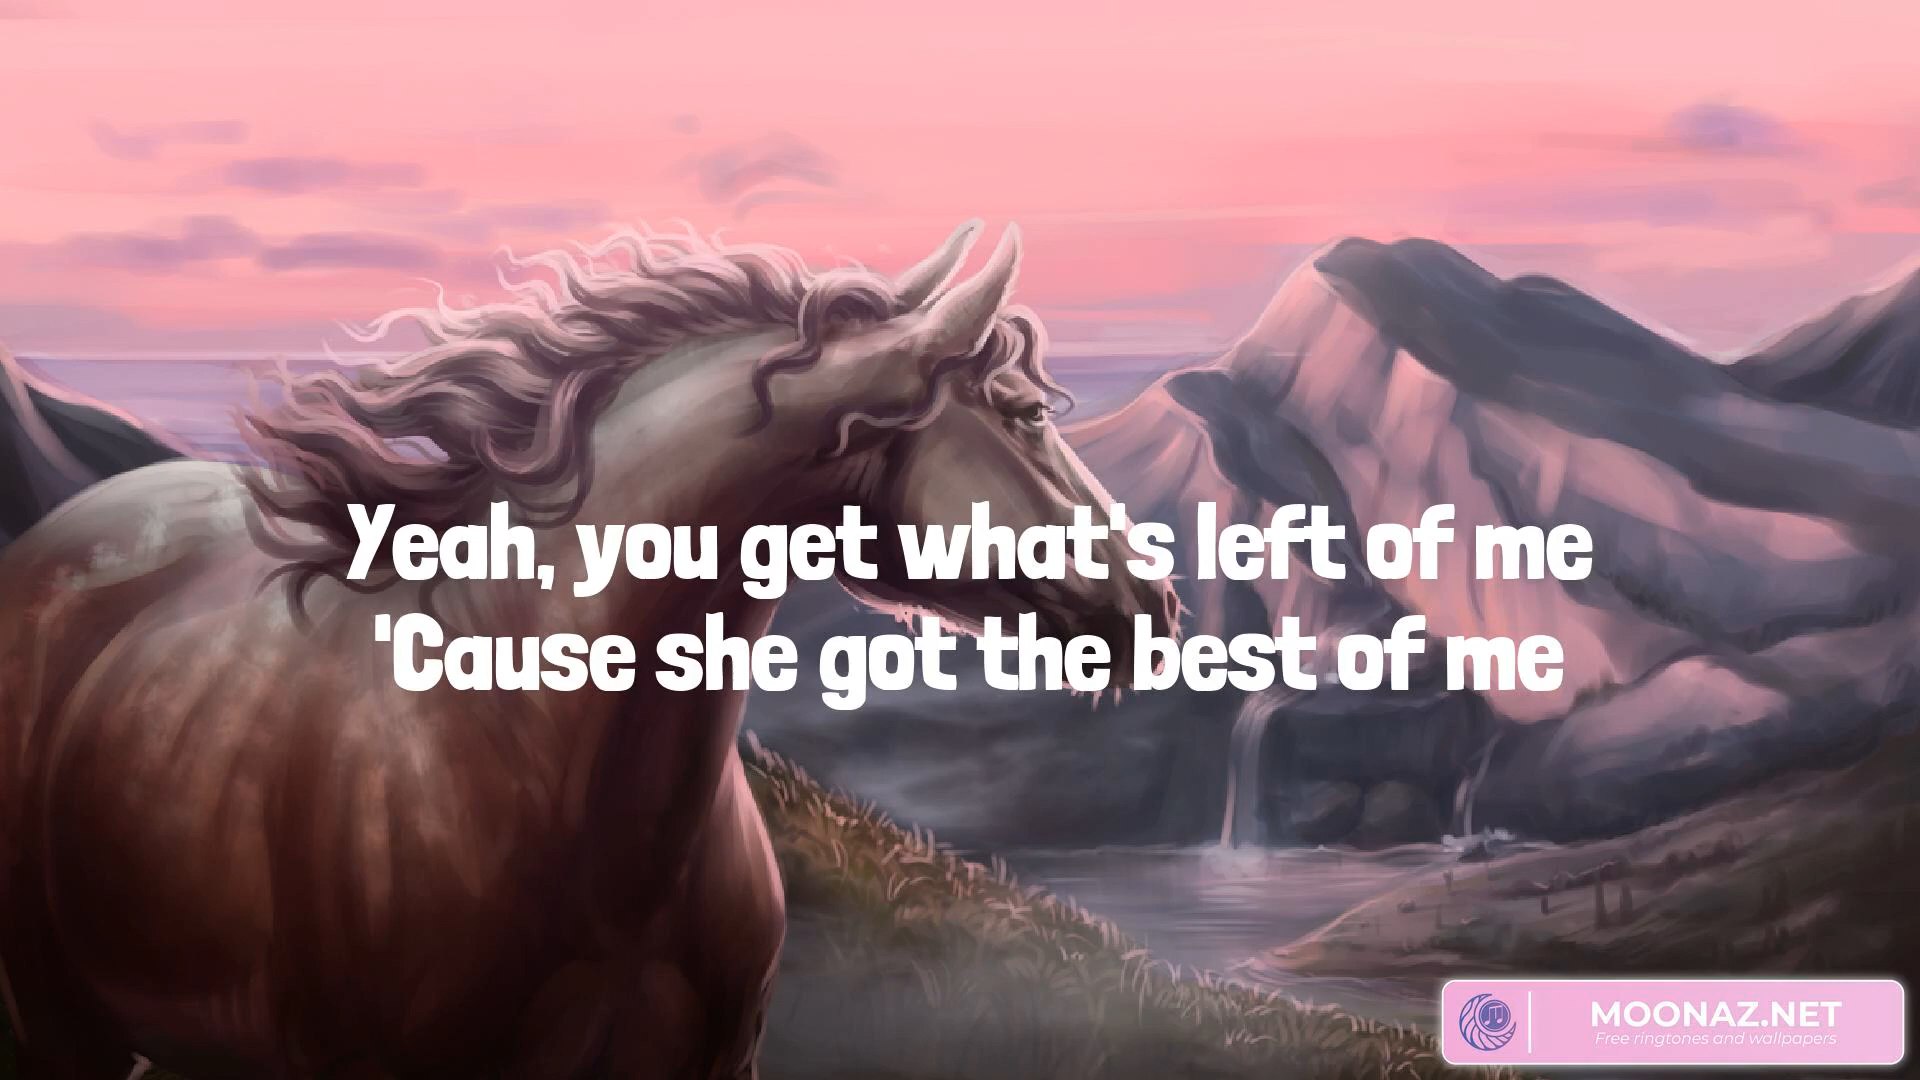 Yeah, you get what's left of me
'Cause she got the best of me
MOONAZ.NET
Free ringtones and wallpapers